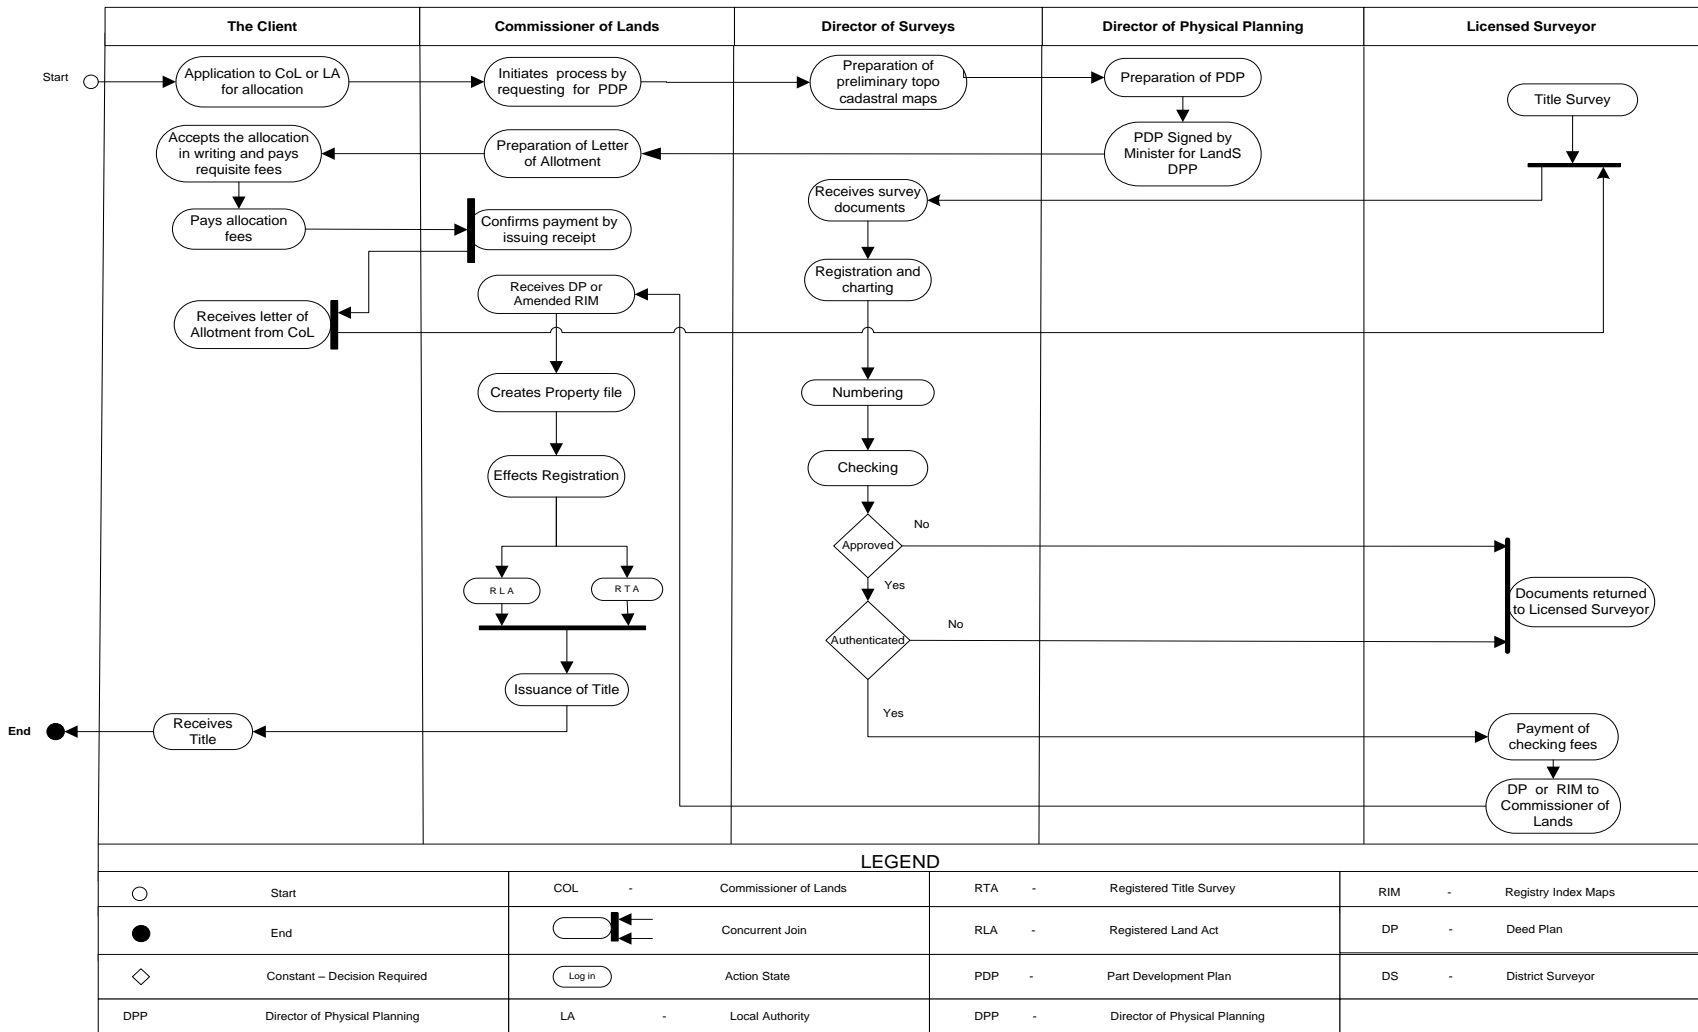 The Client
Commissioner of Lands
Director of Surveys
Director of Physical Planning
Licensed Surveyor
Start
Application to CoL or LA
for allocation
Initiates process by
requesting for PDP
Preparation of
preliminary topo
cadastral maps
Preparation of PDP
Title Survey
Accepts the allocation
in writing and pays
requisite fees
Preparation of Letter
of Allotment
PDP Signed by
Minister for LandS
DPP
Receives survey
documents
Pays allocation
fees
Confirms payment by
issuing receipt
Registration and
charting
Receives DP or
Amended RIM
Receives letter of
Allotment from CoL
Creates Property file
Numbering
Effects Registration
Checking
No
Approved
Yes
R L A
R T A
Documents returned
to Licensed Surveyor
No
Authenticated
Issuance of Title
Yes
End
Receives
Title
Payment of
checking fees
DP or RIM to
Commissioner of
Lands
LEGEND
Start
COL - Commissioner of Lands
RTA - Registered Title Survey
RIM - Registry Index Maps
End
Concurrent Join
RLA - Registered Land Act
DP - Deed Plan
Constant – Decision Required
Log in
Action State
PDP - Part Development Plan
DS - District Surveyor
DPP Director of Physical Planning
LA - Local Authority
DPP - Director of Physical Planning